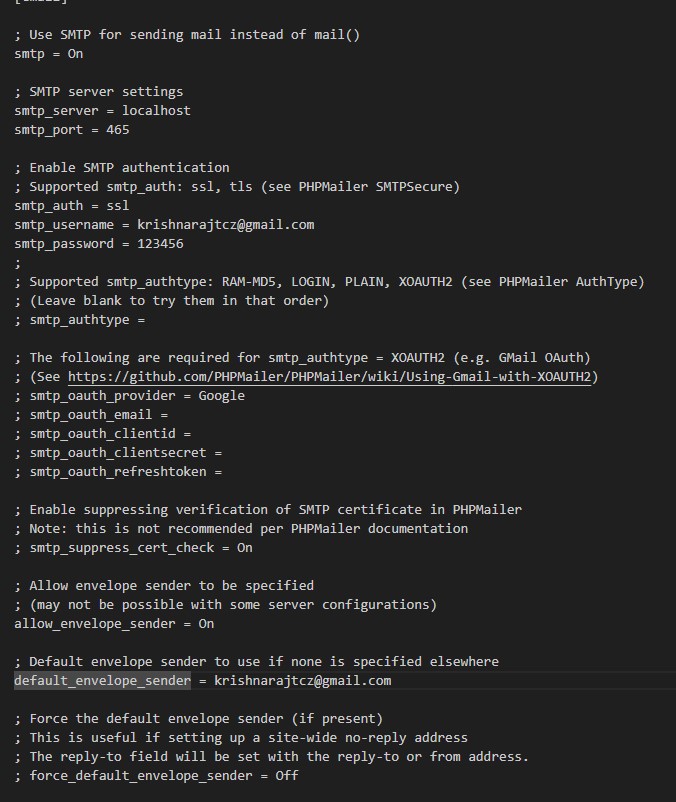 ; Use SMTP for sending mail instead of mail()
smtp = On
; SMTP server settings
smtp_server = localhost
smtp_port = 465
; Enable SMTP authentication
; Supported smtp_auth: ssl, tls (see PHPMailer SMTPSecure)
smtp_auth = ssl
smtp_username = krishnarajtcz@gmail.com
smtp_password = 123456
;
; Supported smtp_authtype: RAM-MD5, LOGIN, PLAIN, XOAUTH2 (see PHPMailer AuthType)
; (Leave blank to try them in that order)
; smtp_authtype =
; The following are required for smtp_authtype = XOAUTH2 (e.g. GMail OAuth)
; (See https://github.com/PHPMailer/PHPMailer/wiki/Using-Gmail-with-XOAUTH2)
; smtp_oauth_provider = Google
; smtp_oauth_email =
; smtp_oauth_clientid =
; smtp_oauth_clientsecret =
; smtp_oauth_refreshtoken =
; Enable suppressing verification of SMTP certificate in PHPMailer
; Note: this is not recommended per PHPMailer documentation
; smtp_suppress_cert_check = On
; Allow envelope sender to be specified
; (may not be possible with some server configurations)
allow_envelope_sender = On
; Default envelope sender to use if none is specified elsewhere
default_envelope_sender = krishnarajtcz@gmail.com
; Force the default envelope sender (if present)
; This is useful if setting up a site-wide no-reply address
; The reply-to field will be set with the reply-to or from address.
; force_default_envelope_sender = Off